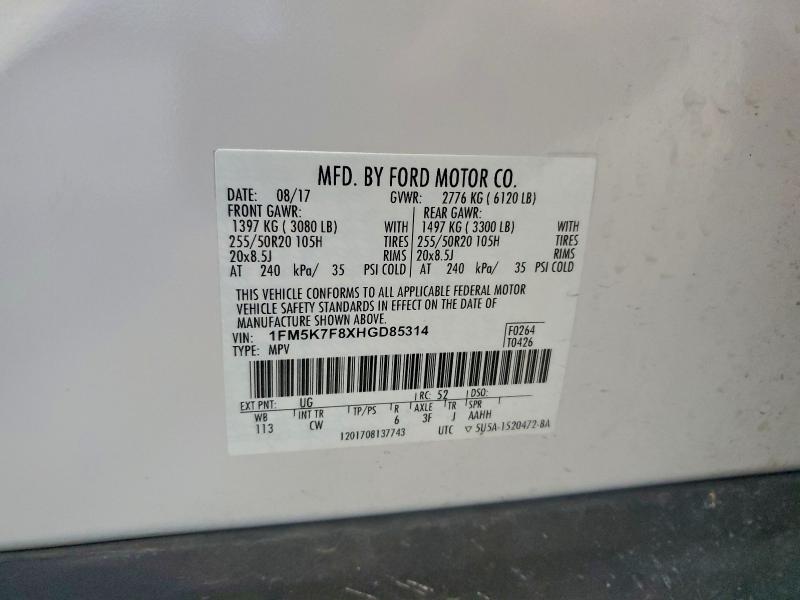 MFD. BY FORD MOTOR CO.
DATE: 08/17 GVWR: 2776 KG ( 6120 LB)
FRONT GAWR: REAR GAWR:
1397 KG ( 3080 LB) WITH 1497 KG ( 3300 LB) WITH
255/50R20 105H TIRES 255/50R20 105H TIRES
20x8.5J RIMS 20x8.5J RIMS
AT 240 kPa/ 35 PSI COLD AT 240 kPa/ 35 PSI COLD
THIS VEHICLE CONFORMS TO ALL APPLICABLE FEDERAL MOTOR
VEHICLE SAFETY STANDARDS IN EFFECT ON THE DATE OF
MANUFACTURE SHOWN ABOVE.
VIN: 1FM5K7F8XHGD85314 F0264
TYPE: MPV T0426
EXT PNT: UG RC: 52 DSO:
WB INT TR TP/PS R AXLE TR SPR
113 CW 6 3F J AAHH
1201708137743 UTC ▽ 5U5A-1520472-8A